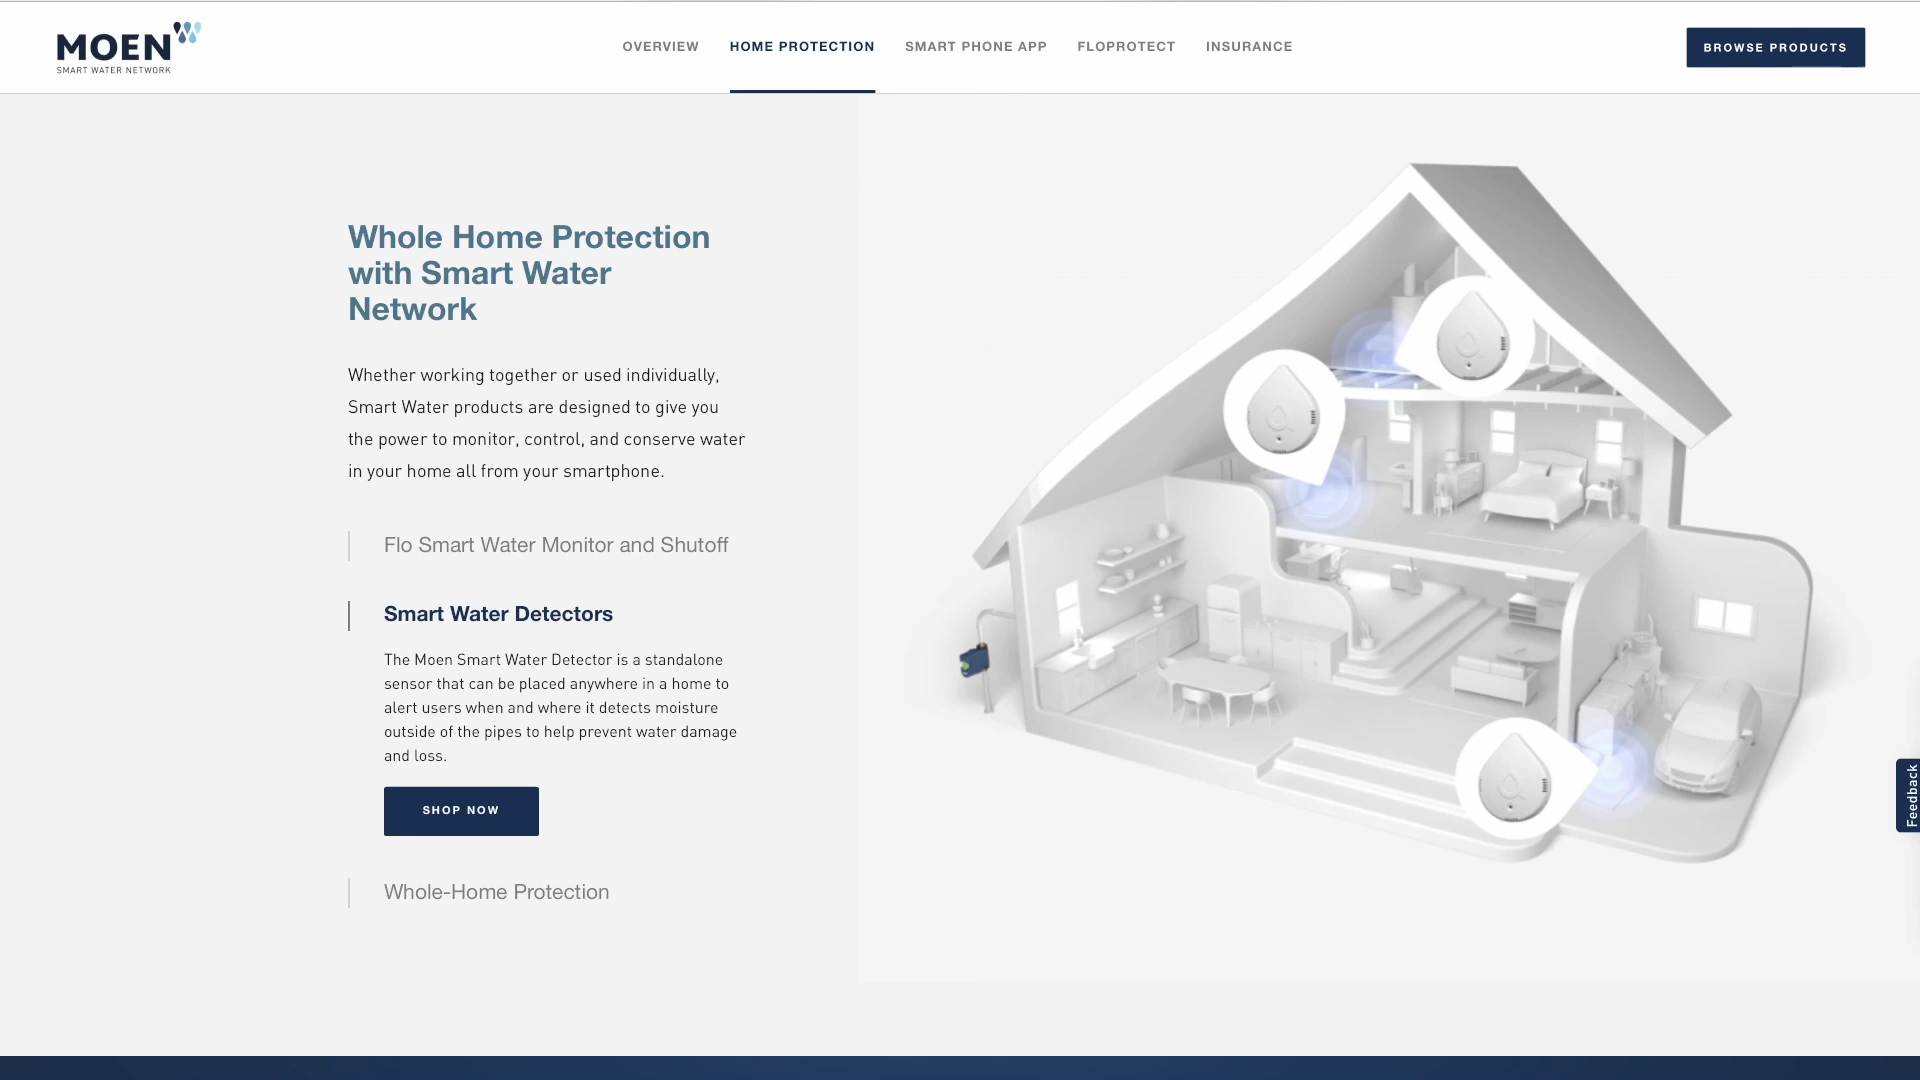 MOEN
SMART WATER NETWORK
OVERVIEW
HOME PROTECTION
SMART PHONE APP
FLOPROTECT
INSURANCE
BROWSE PRODUCTS
Whole Home Protection
with Smart Water
Network
Whether working together or used individually,
Smart Water products are designed to give you
the power to monitor, control, and conserve water
in your home all from your smartphone.
Flo Smart Water Monitor and Shutoff
Smart Water Detectors
The Moen Smart Water Detector is a standalone
sensor that can be placed anywhere in a home to
alert users when and where it detects moisture
outside of the pipes to help prevent water damage
and loss.
SHOP NOW
Whole-Home Protection
Feedback